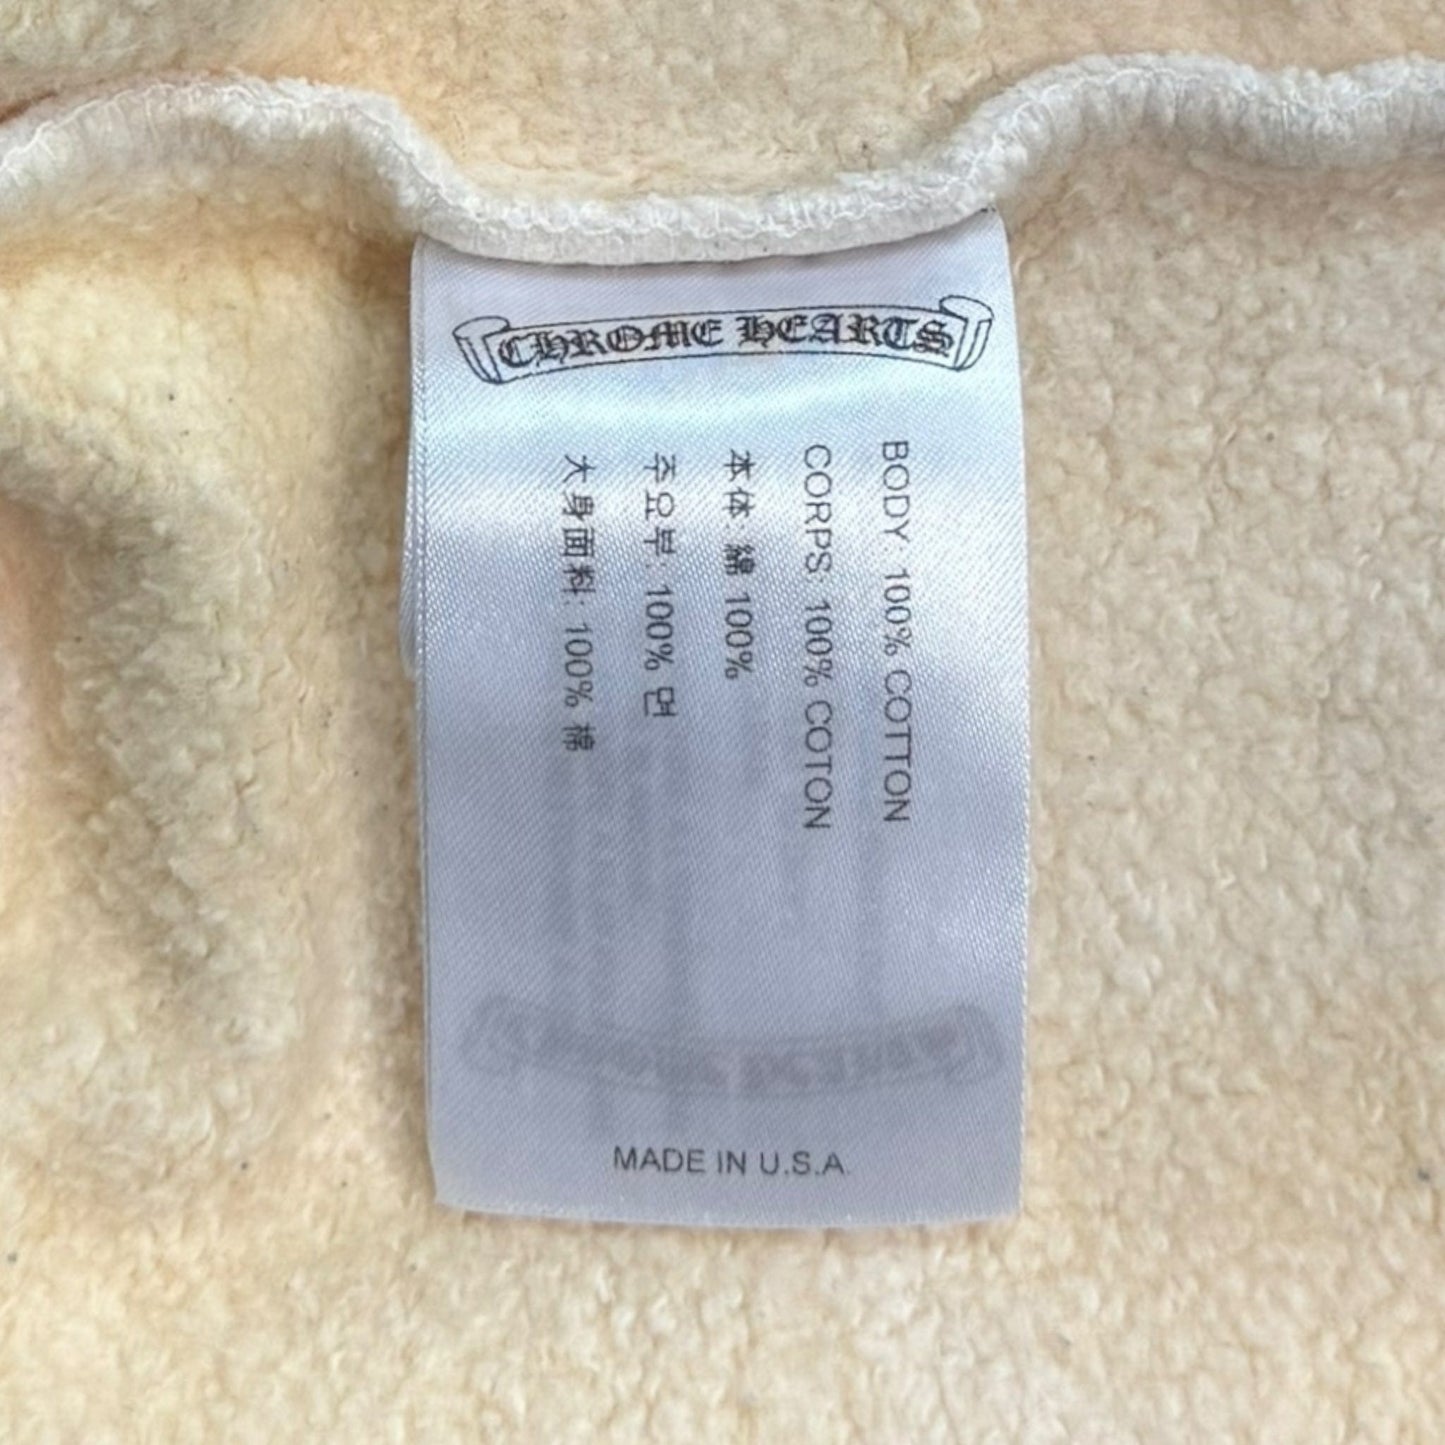 CHROME HEARTS
BODY: 100% COTTON
CORPS: 100% COTON
本体: 綿 100%
주요부: 100% 면
大身面料: 100% 棉
MADE IN U.S.A.